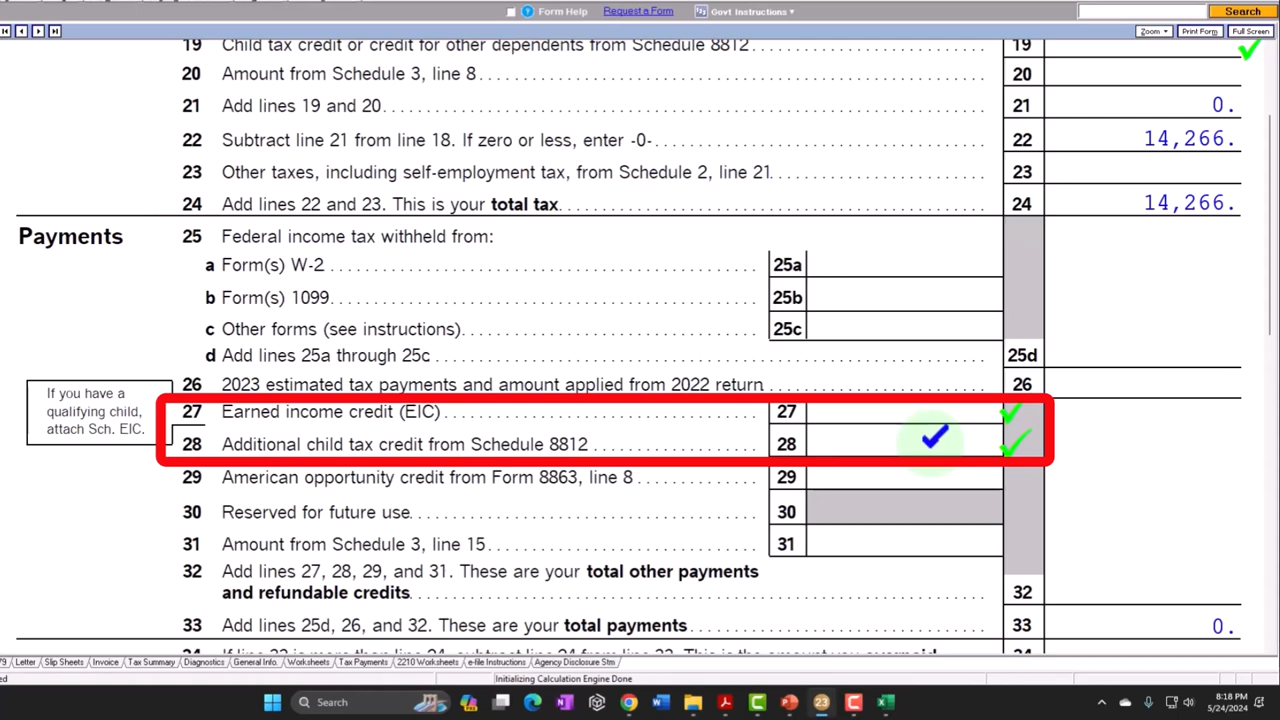 Form Help Request a Form Govt Instructions Search
Zoom Print Form Full Screen
19 Child tax credit or credit for other dependents from Schedule 8812 19
20 Amount from Schedule 3, line 8 20
21 Add lines 19 and 20 21 0.
22 Subtract line 21 from line 18. If zero or less, enter -0- 22 14,266.
23 Other taxes, including self-employment tax, from Schedule 2, line 21 23
24 Add lines 22 and 23. This is your total tax 24 14,266.
Payments 25 Federal income tax withheld from:
a Form(s) W-2 25a
b Form(s) 1099 25b
c Other forms (see instructions) 25c
d Add lines 25a through 25c 25d
26 2023 estimated tax payments and amount applied from 2022 return 26
If you have a
qualifying child,
attach Sch. EIC.
27 Earned income credit (EIC) 27
28 Additional child tax credit from Schedule 8812 28
29 American opportunity credit from Form 8863, line 8 29
30 Reserved for future use 30
31 Amount from Schedule 3, line 15 31
32 Add lines 27, 28, 29, and 31. These are your total other payments
and refundable credits 32
33 Add lines 25d, 26, and 32. These are your total payments 33 0.
Letter Slip Sheets Invoice Tax Summary Diagnostics General Info. Worksheets Tax Payments 2210 Worksheets e-file Instructions Agency Disclosure Stm
Initializing Calculation Engine Done
Search 23 8:18 PM
5/24/2024